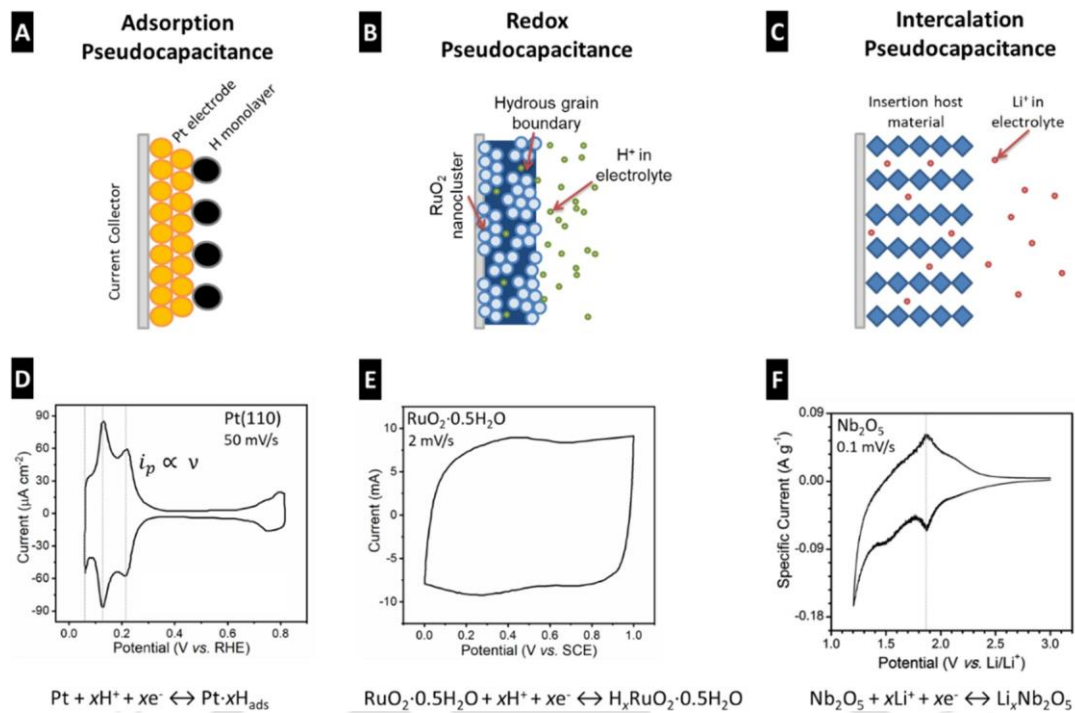 A
Adsorption
Pseudocapacitance
B
Redox
Pseudocapacitance
C
Intercalation
Pseudocapacitance
Current Collector
Pt electrode
H monolayer
RuO₂
nanocluster
Hydrous grain
boundary
H⁺ in
electrolyte
Insertion host
material
Li⁺ in
electrolyte
D
Pt(110)
50 mV/s
iₚ ∝ ν
Current (µA cm⁻²)
90
60
30
0
-30
-60
-90
0.0 0.2 0.4 0.6 0.8
Potential (V vs. RHE)
Pt + xH⁺ + xe⁻ ↔ Pt·xH_ads
E
RuO₂·0.5H₂O
2 mV/s
Current (mA)
10
5
0
-5
-10
0.0 0.2 0.4 0.6 0.8 1.0
Potential (V vs. SCE)
RuO₂·0.5H₂O + xH⁺ + xe⁻ ↔ HₓRuO₂·0.5H₂O
F
Nb₂O₅
0.1 mV/s
Specific Current (A g⁻¹)
0.09
0.00
-0.09
-0.18
1.0 1.5 2.0 2.5 3.0
Potential (V vs. Li/Li⁺)
Nb₂O₅ + xLi⁺ + xe⁻ ↔ LiₓNb₂O₅